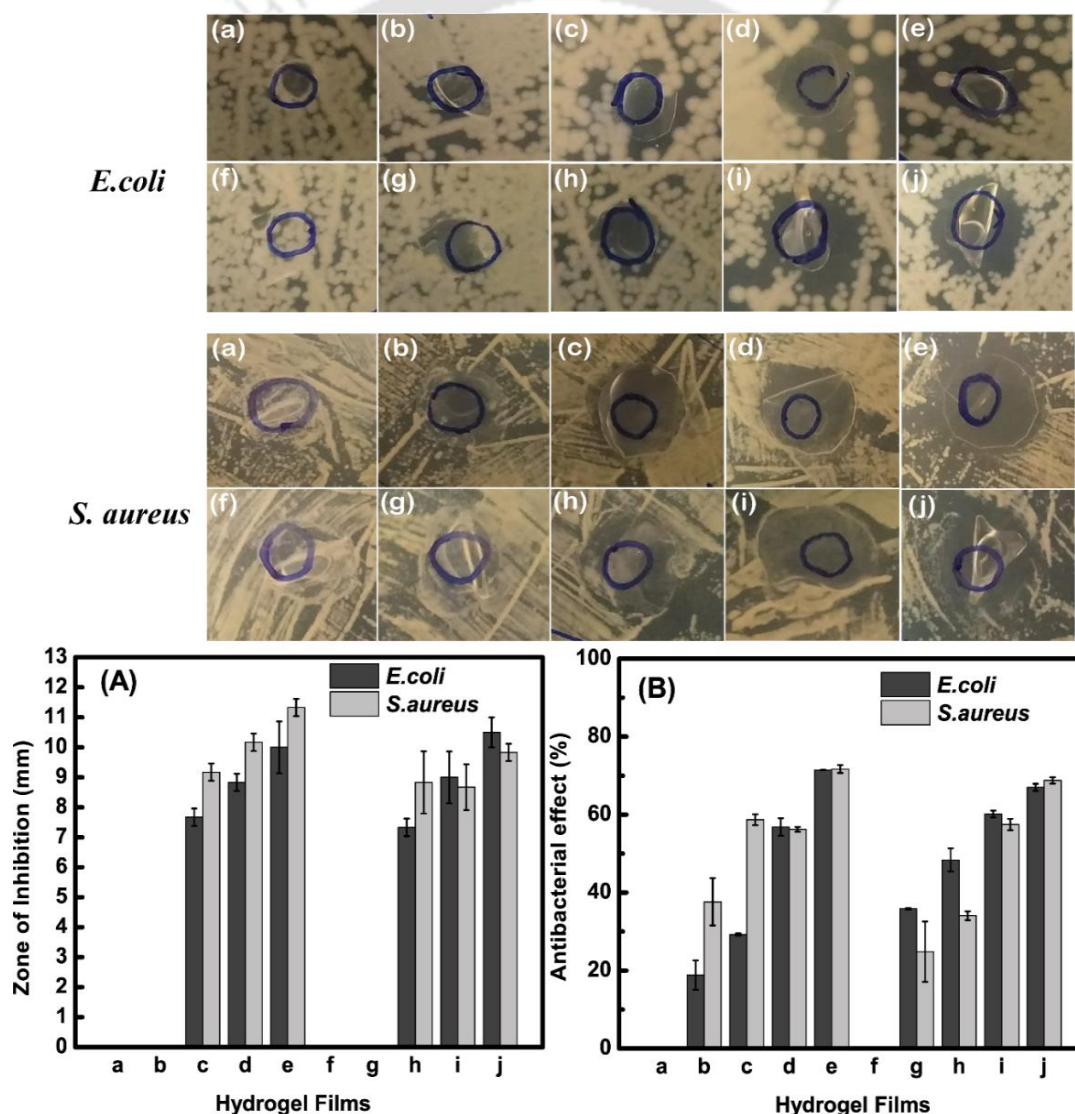 (a) (b) (c) (d) (e)
E.coli
(f) (g) (h) (i) (j)
(a) (b) (c) (d) (e)
S. aureus
(f) (g) (h) (i) (j)
(A)
E.coli
S.aureus
Zone of Inhibition (mm)
13
12
11
10
9
8
7
6
5
4
3
2
1
0
a b c d e f g h i j
Hydrogel Films
(B)
E.coli
S.aureus
Antibacterial effect (%)
100
80
60
40
20
0
a b c d e f g h i j
Hydrogel Films